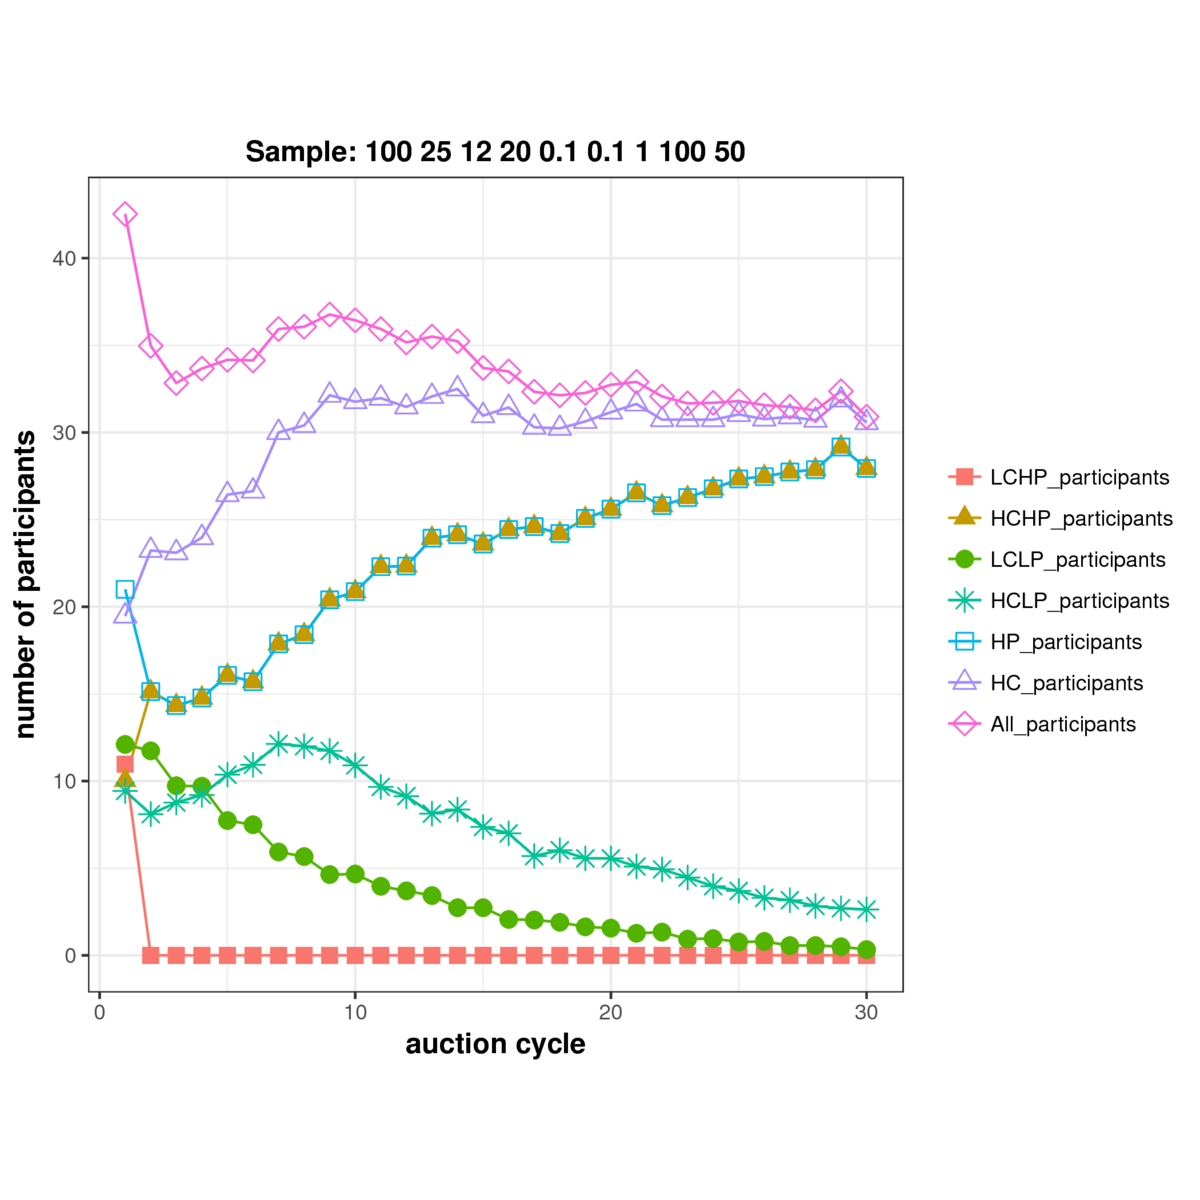 Sample: 100 25 12 20 0.1 0.1 1 100 50
number of participants
40
30
20
10
0
0 10 20 30
auction cycle
LCHP_participants
HCHP_participants
LCLP_participants
HCLP_participants
HP_participants
HC_participants
All_participants